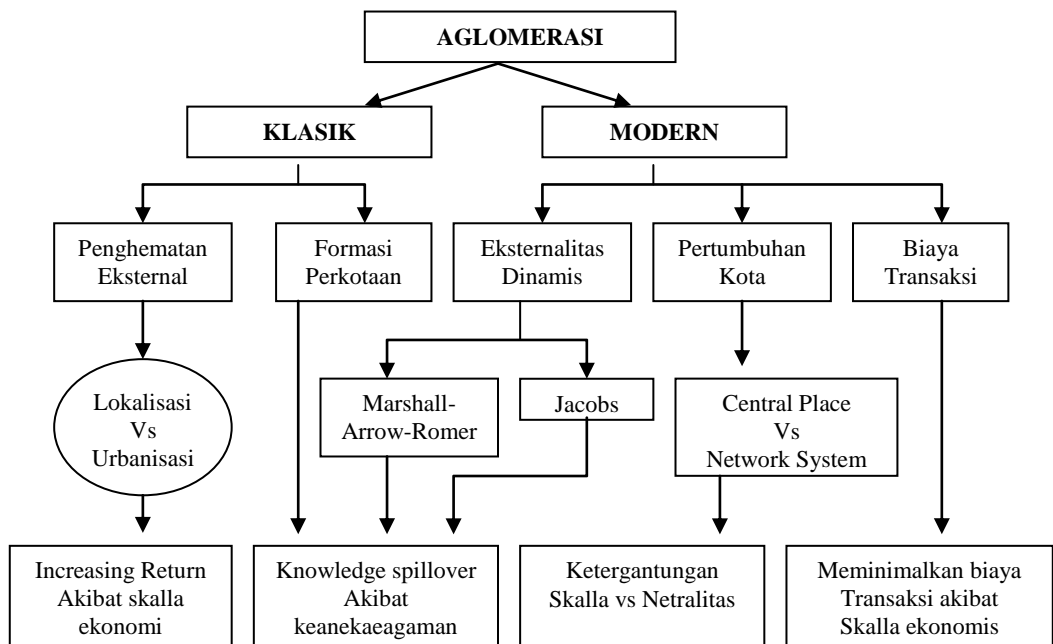 AGLOMERASI
KLASIK
MODERN
Penghematan
Eksternal
Formasi
Perkotaan
Eksternalitas
Dinamis
Pertumbuhan
Kota
Biaya
Transaksi
Lokalisasi
Vs
Urbanisasi
Marshall-
Arrow-Romer
Jacobs
Central Place
Vs
Network System
Increasing Return
Akibat skalla
ekonomi
Knowledge spillover
Akibat
keanekaeagaman
Ketergantungan
Skalla vs Netralitas
Meminimalkan biaya
Transaksi akibat
Skalla ekonomis